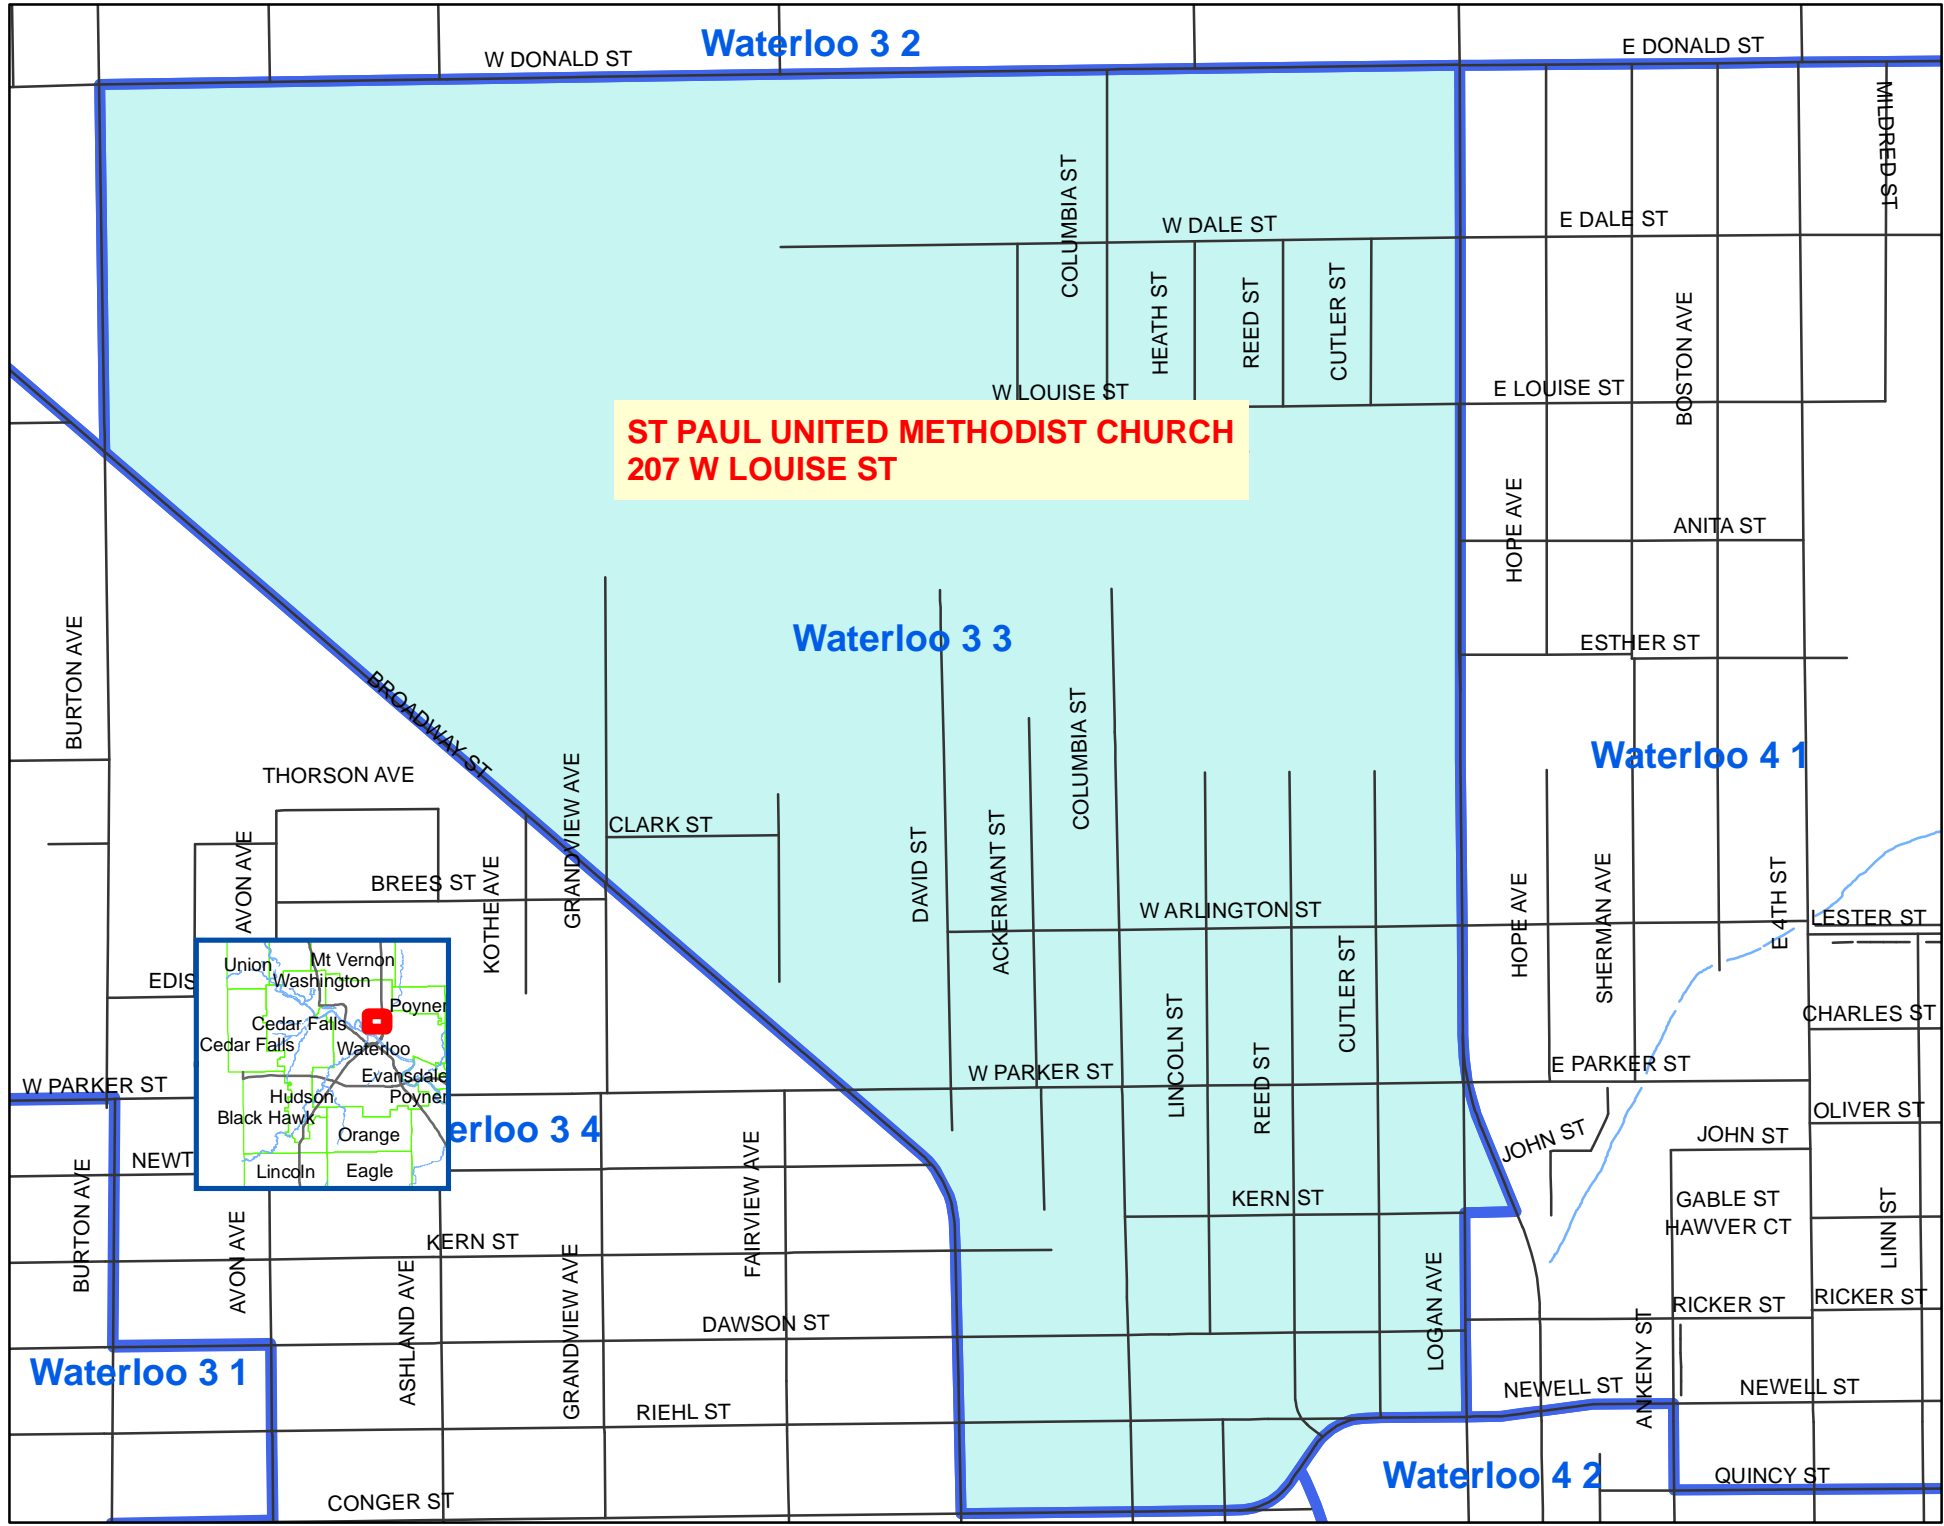 Waterloo 3 2
W DONALD ST
E DONALD ST
MILDRED ST
COLUMBIA ST
W DALE ST
E DALE ST
HEATH ST
REED ST
CUTLER ST
BOSTON AVE
W LOUISE ST
E LOUISE ST
ST PAUL UNITED METHODIST CHURCH
207 W LOUISE ST
HOPE AVE
ANITA ST
BURTON AVE
Waterloo 3 3
ESTHER ST
BROADWAY ST
COLUMBIA ST
Waterloo 4 1
THORSON AVE
GRANDVIEW AVE
CLARK ST
AVON AVE
BREES ST
KOTHE AVE
DAVID ST
ACKERMANT ST
W ARLINGTON ST
HOPE AVE
SHERMAN AVE
E 4TH ST
LESTER ST
CUTLER ST
EDIS
Union
Mt Vernon
Washington
Poyner
Cedar Falls
Cedar Falls
Waterloo
Evansdale
Hudson
Poyner
Black Hawk
Orange
Lincoln
Eagle
LINCOLN ST
REED ST
CHARLES ST
W PARKER ST
W PARKER ST
E PARKER ST
erloo 3 4
OLIVER ST
JOHN ST
JOHN ST
NEWT
BURTON AVE
FAIRVIEW AVE
KERN ST
GABLE ST
HAWVER CT
LINN ST
AVON AVE
KERN ST
ASHLAND AVE
GRANDVIEW AVE
LOGAN AVE
RICKER ST
RICKER ST
DAWSON ST
ANKENY ST
Waterloo 3 1
NEWELL ST
NEWELL ST
RIEHL ST
Waterloo 4 2
QUINCY ST
CONGER ST